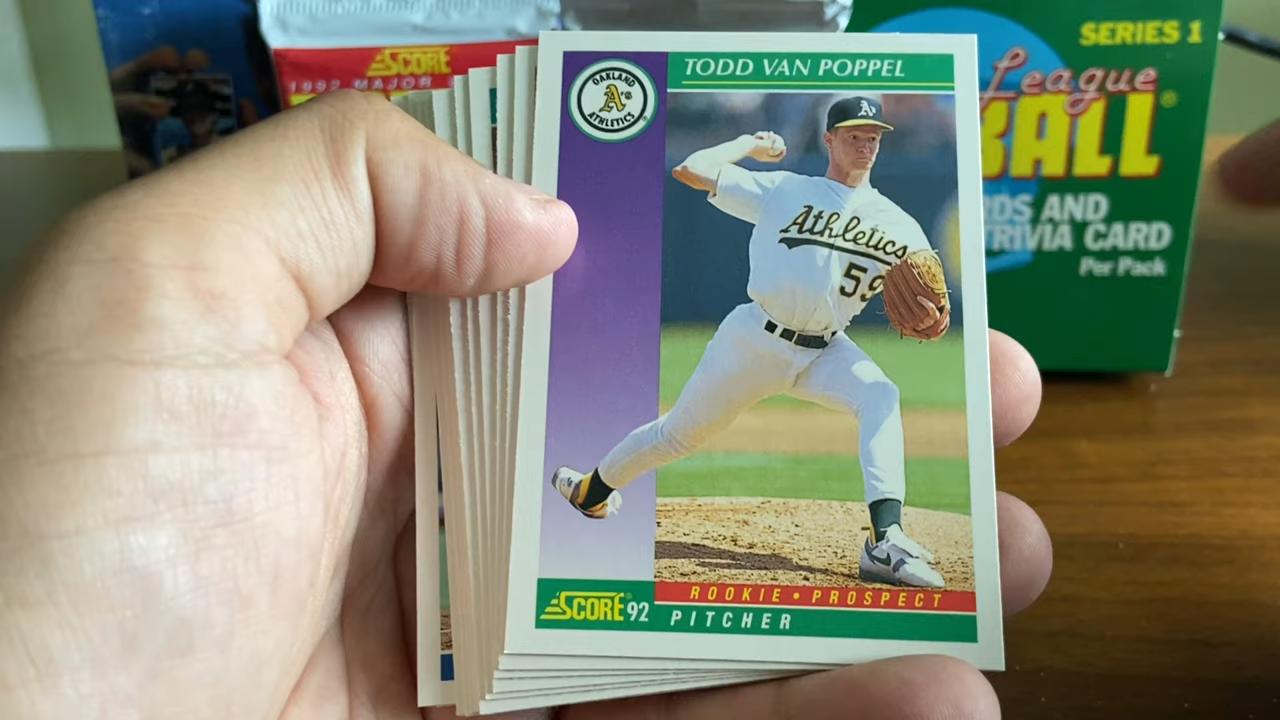 SCORE
1992 MAJOR
SERIES 1
League
BALL
DS AND
TRIVIA CARD
Per Pack
OAKLAND
A's
ATHLETICS
TODD VAN POPPEL
A's
Athletics
59
ROOKIE • PROSPECT
SCORE 92
PITCHER